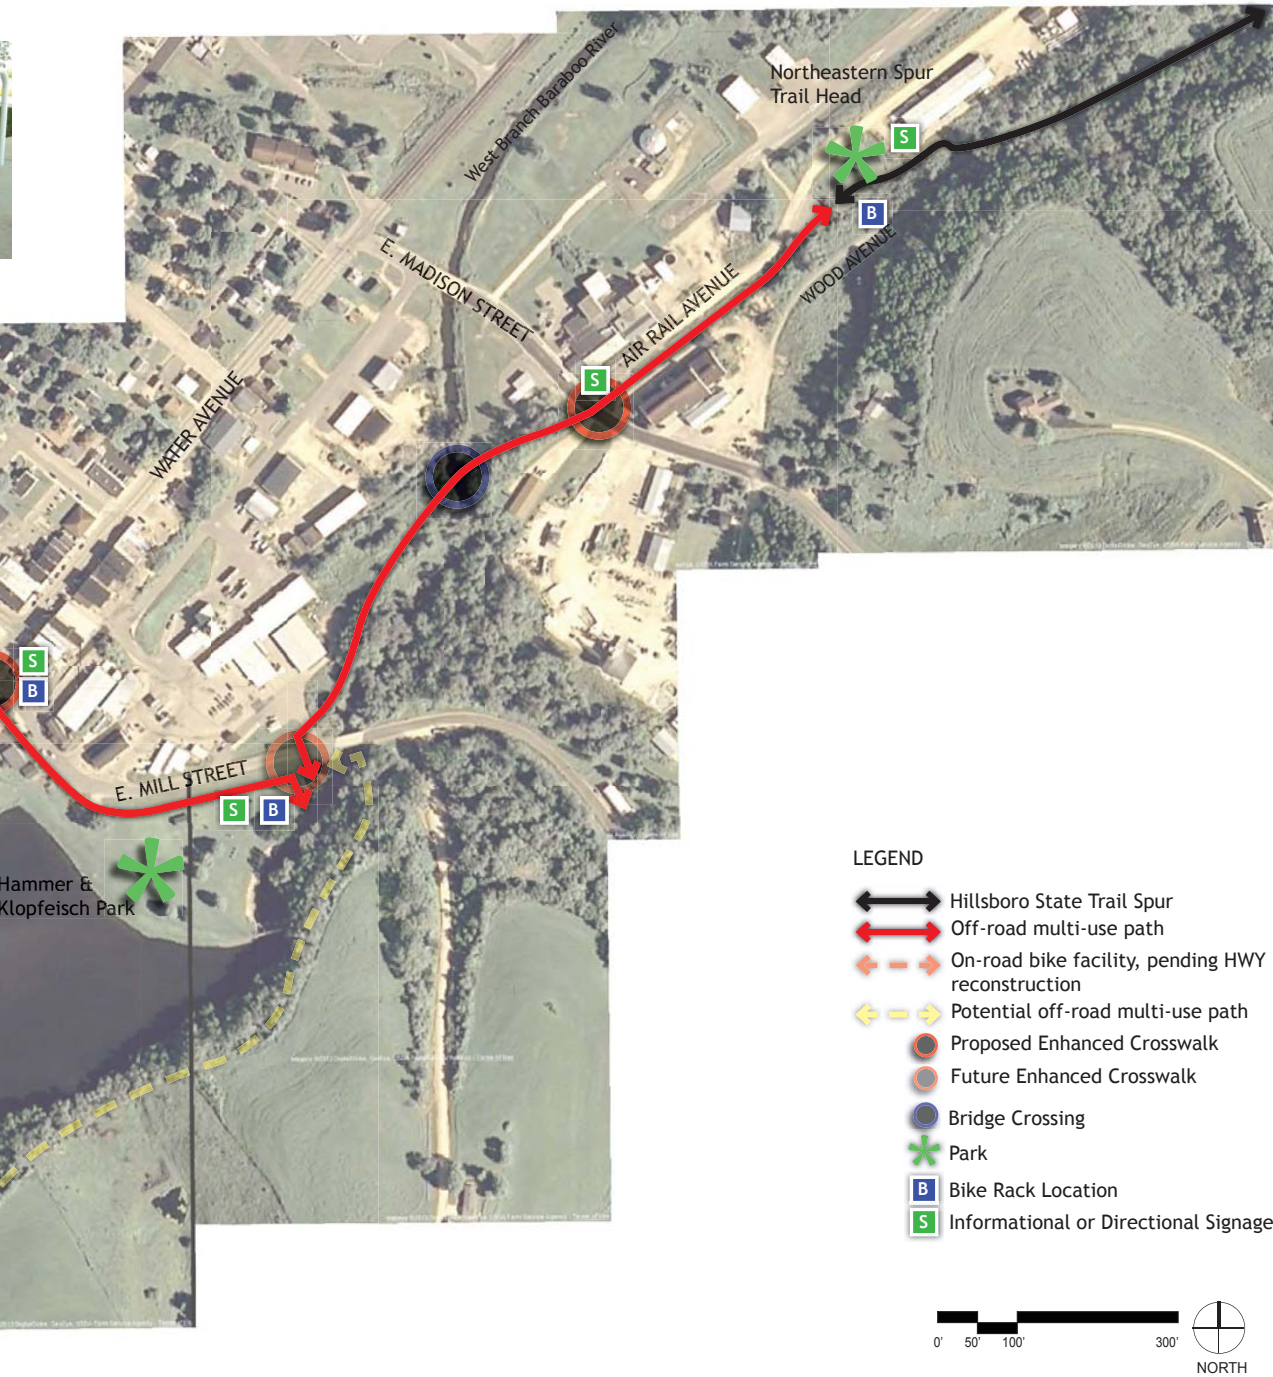 West Branch Baraboo River
Northeastern Spur
Trail Head
S
B
WOOD AVENUE
E. MADISON STREET
AIR RAIL AVENUE
S
WATER AVENUE
S
B
E. MILL STREET
S
B
Hammer &
Klopfeisch Park
LEGEND
Hillsboro State Trail Spur
Off-road multi-use path
On-road bike facility, pending HWY
reconstruction
Potential off-road multi-use path
Proposed Enhanced Crosswalk
Future Enhanced Crosswalk
Bridge Crossing
Park
B
Bike Rack Location
S
Informational or Directional Signage
0' 50' 100' 300'
NORTH